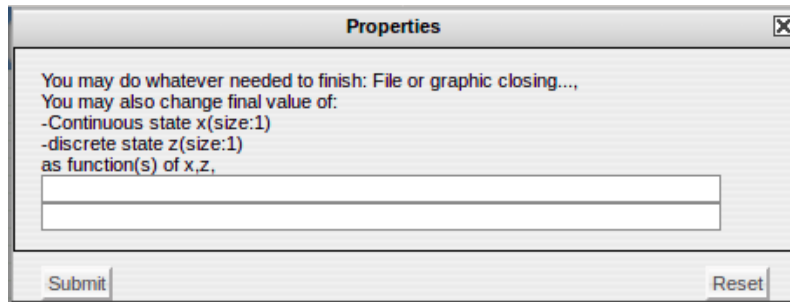 Properties
You may do whatever needed to finish: File or graphic closing...,
You may also change final value of:
-Continuous state x(size:1)
-discrete state z(size:1)
as function(s) of x,z,
Submit Reset